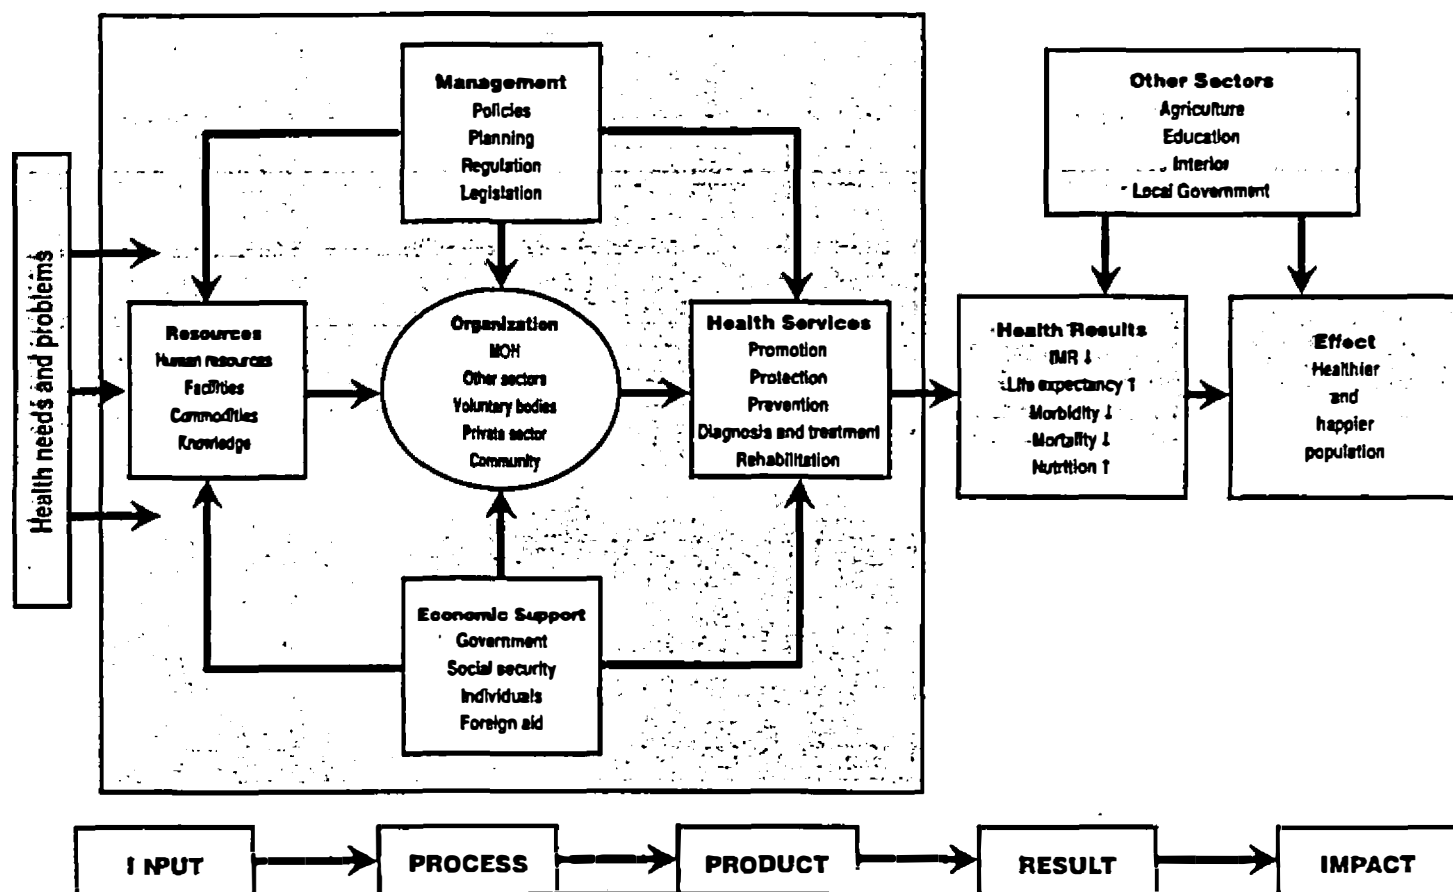 Health needs and problems
Management
Policies
Planning
Regulation
Legislation
Resources
Human resources
Facilities
Commodities
Knowledge
Organization
MOH
Other sectors
Voluntary bodies
Private sector
Community
Health Services
Promotion
Protection
Prevention
Diagnosis and treatment
Rehabilitation
Economic Support
Government
Social security
Individuals
Foreign aid
Other Sectors
Agriculture
Education
Interior
Local Government
Health Results
IMR ↓
Life expectancy ↑
Morbidity ↓
Mortality ↓
Nutrition ↑
Effect
Healthier
and
happier
population
INPUT
PROCESS
PRODUCT
RESULT
IMPACT